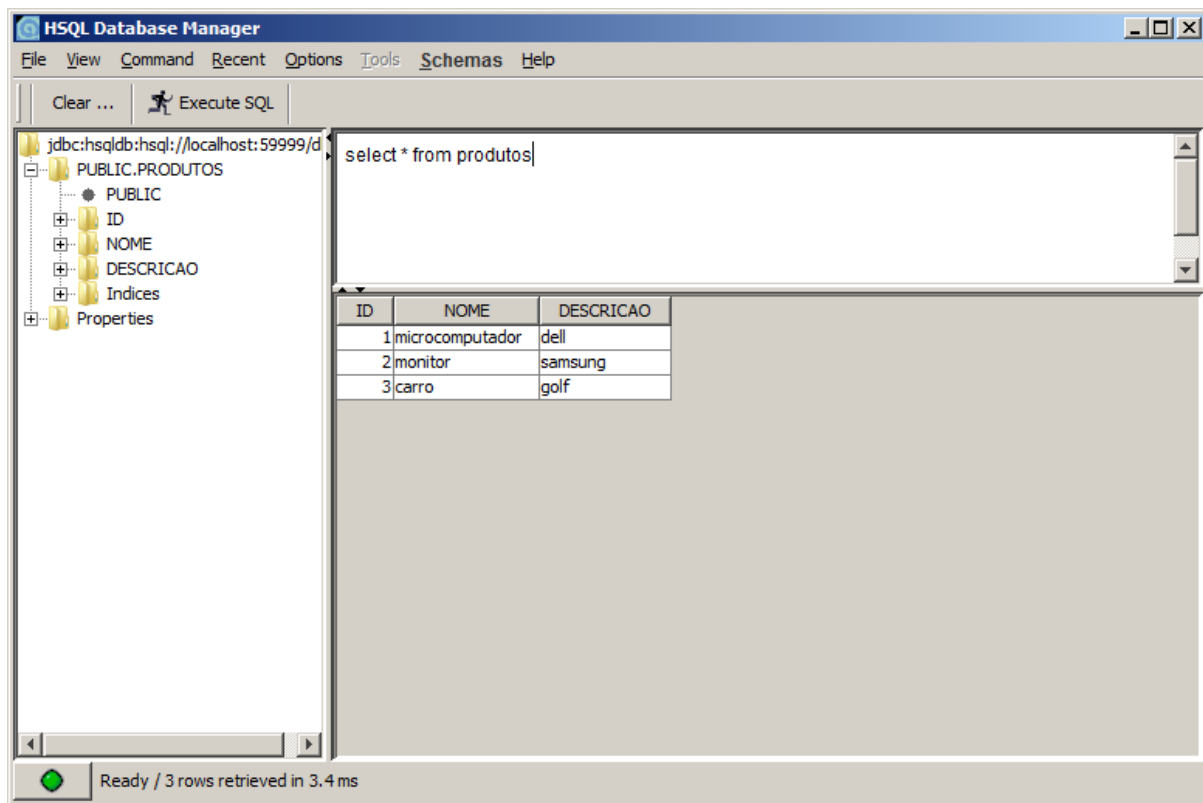 HSQL Database Manager
File View Command Recent Options Tools Schemas Help
Clear ... Execute SQL
jdbc:hsqldb:hsql://localhost:59999/d
PUBLIC.PRODUTOS
PUBLIC
ID
NOME
DESCRICAO
Indices
Properties
select * from produtos
ID NOME DESCRICAO
1 microcomputador dell
2 monitor samsung
3 carro golf
Ready / 3 rows retrieved in 3.4 ms